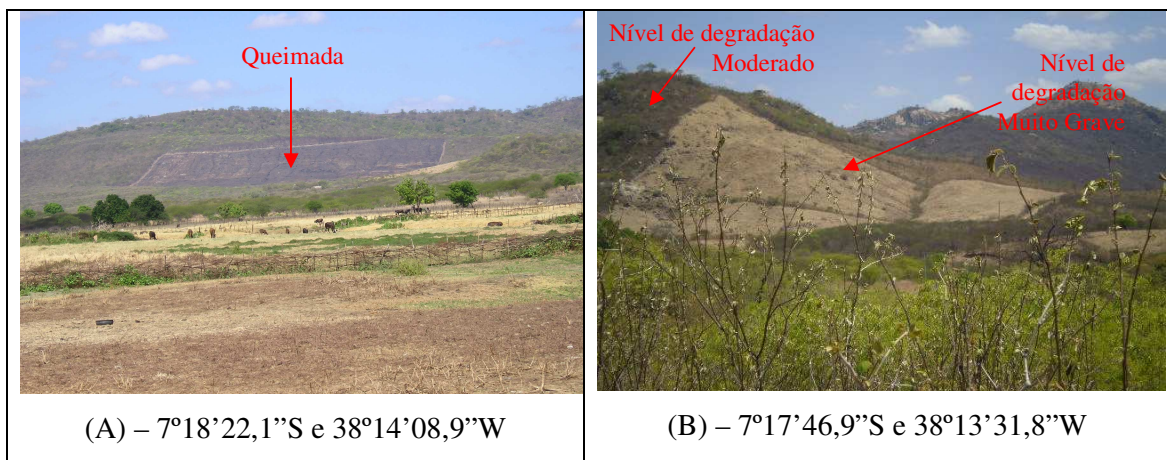 Queimada
Nível de degradação
Moderado
Nível de
degradação
Muito Grave
(A) – 7º18’22,1”S e 38º14’08,9”W
(B) – 7º17’46,9”S e 38º13’31,8”W